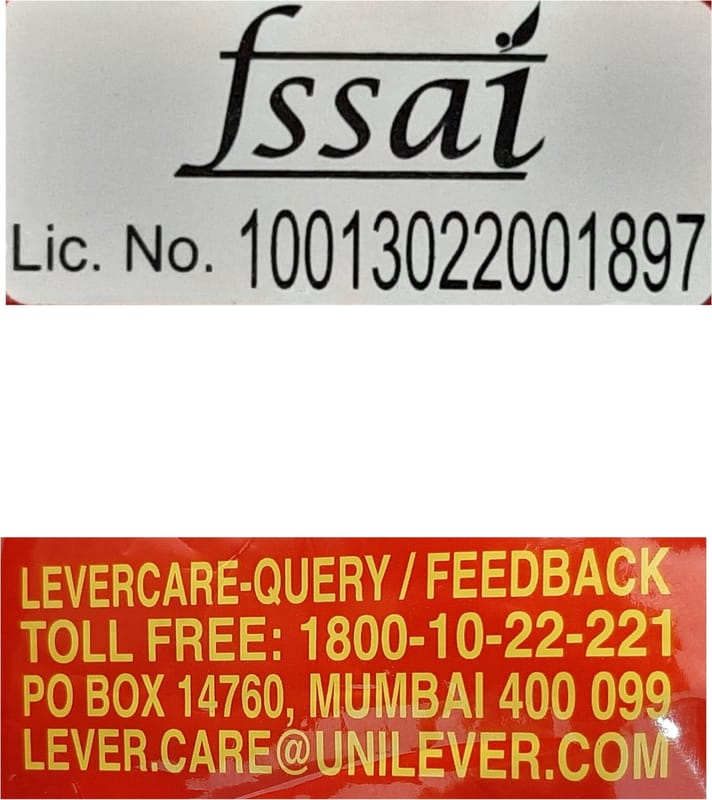 fssai
Lic. No. 10013022001897
LEVERCARE-QUERY / FEEDBACK
TOLL FREE: 1800-10-22-221
PO BOX 14760, MUMBAI 400 099
LEVER.CARE@UNILEVER.COM